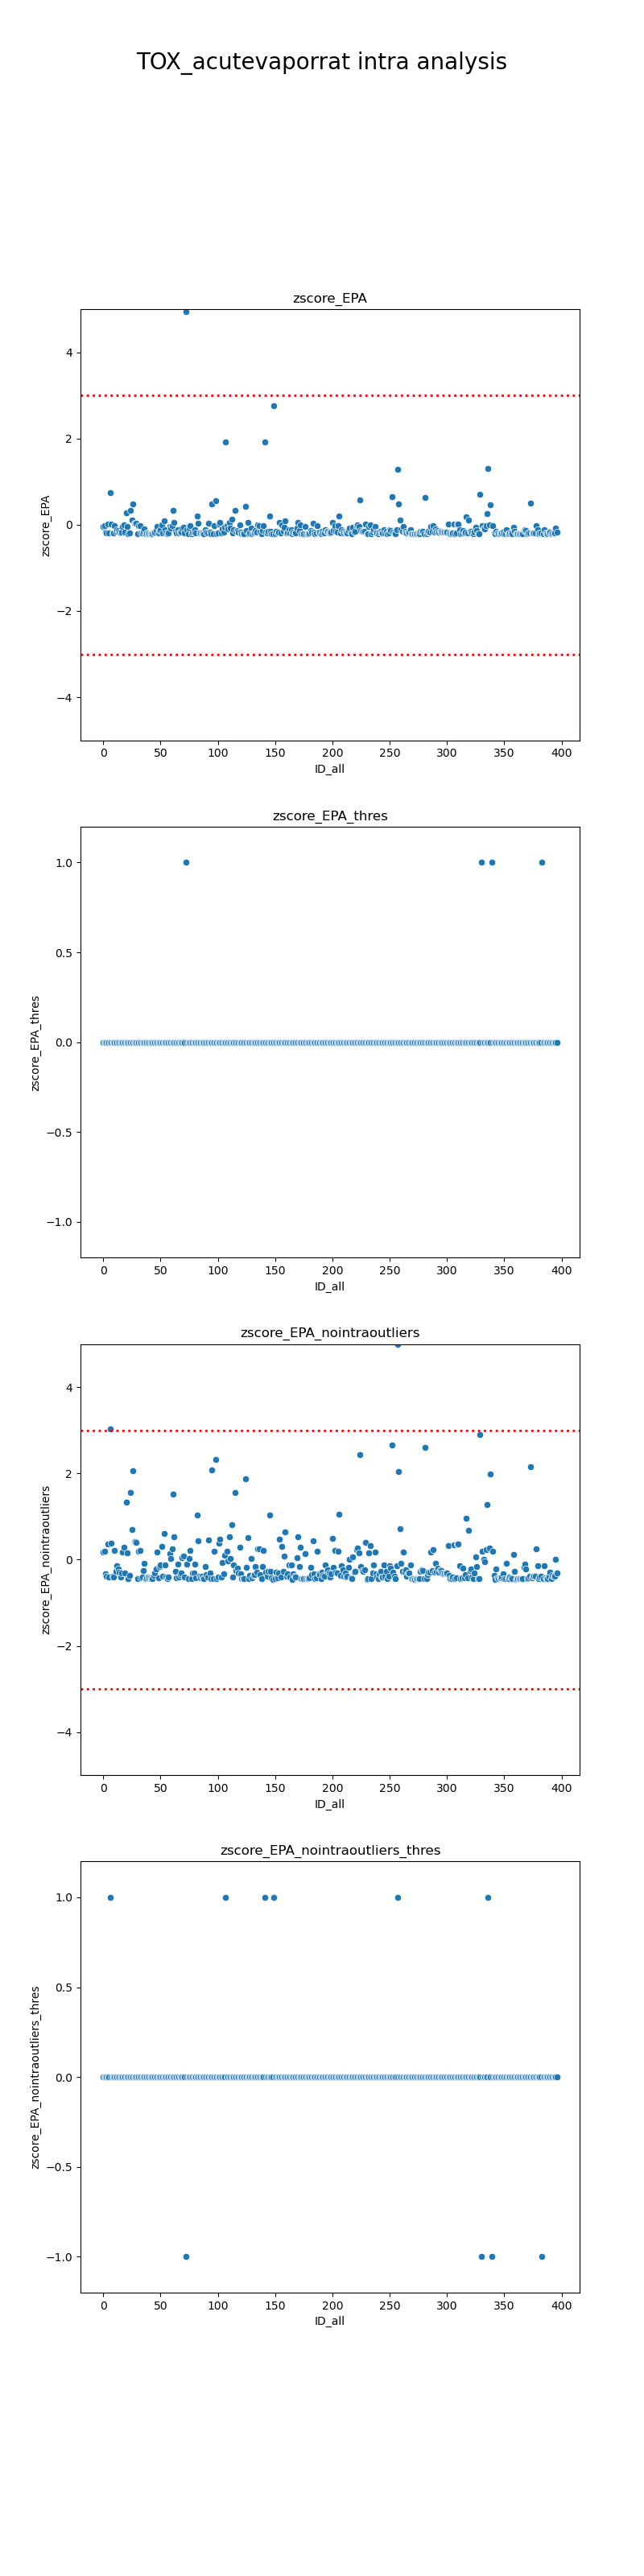 TOX_acutevaporrat intra analysis
zscore_EPA
4
2
0
−2
−4
zscore_EPA
0 50 100 150 200 250 300 350 400
ID_all
zscore_EPA_thres
1.0
0.5
0.0
−0.5
−1.0
zscore_EPA_thres
0 50 100 150 200 250 300 350 400
ID_all
zscore_EPA_nointraoutliers
4
2
0
−2
−4
zscore_EPA_nointraoutliers
0 50 100 150 200 250 300 350 400
ID_all
zscore_EPA_nointraoutliers_thres
1.0
0.5
0.0
−0.5
−1.0
zscore_EPA_nointraoutliers_thres
0 50 100 150 200 250 300 350 400
ID_all